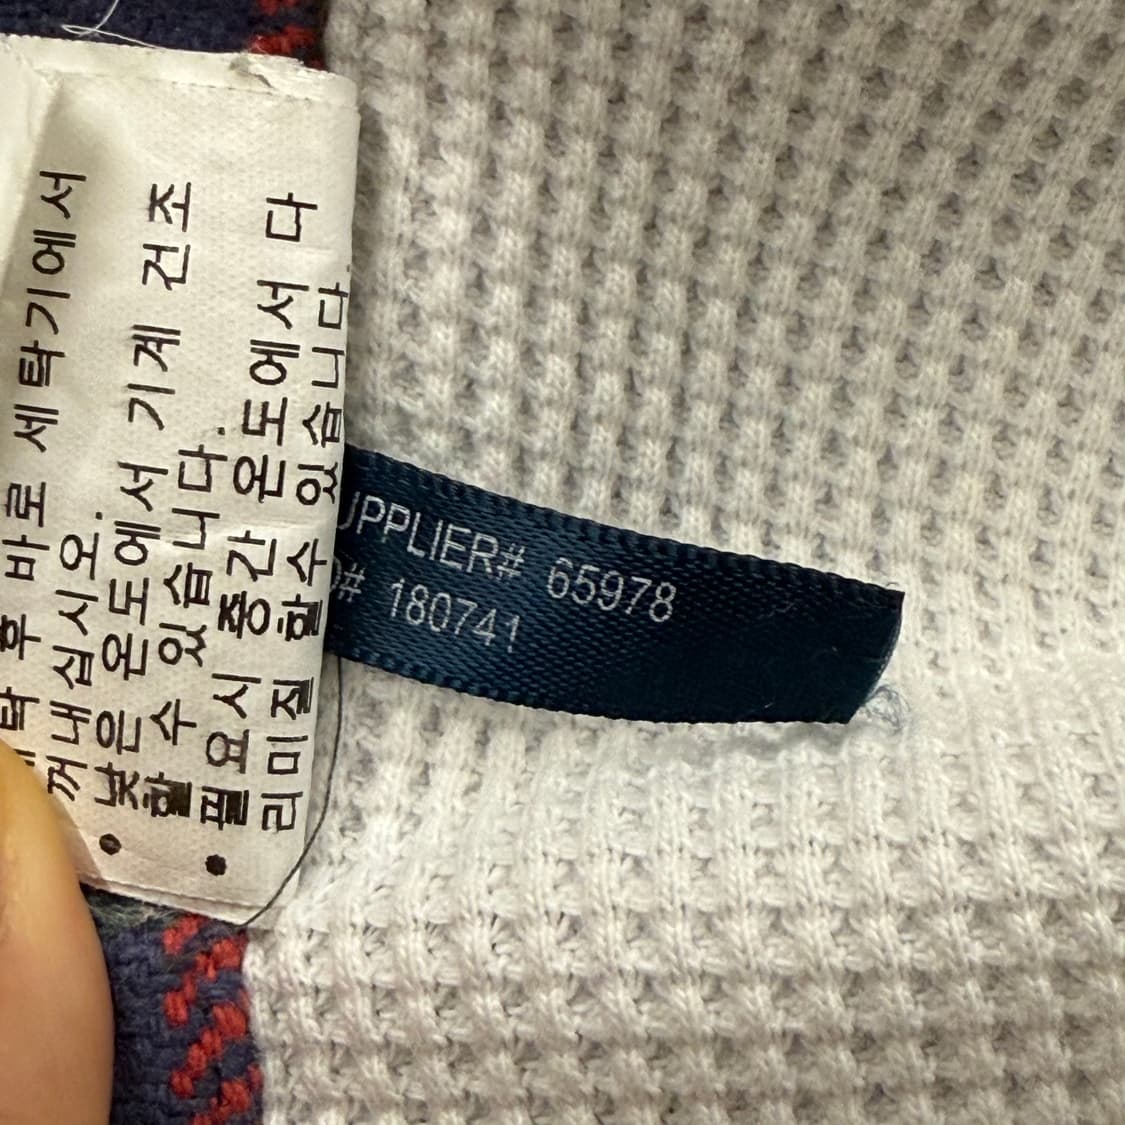 후 바로 세탁기에서
꺼내십시오.
• 낮은 온도에서 기계 건조
할 수 있습니다.
• 필요시 중간 온도에서 다
리미질 할 수 있습니다.
UPPLIER# 65978
# 180741